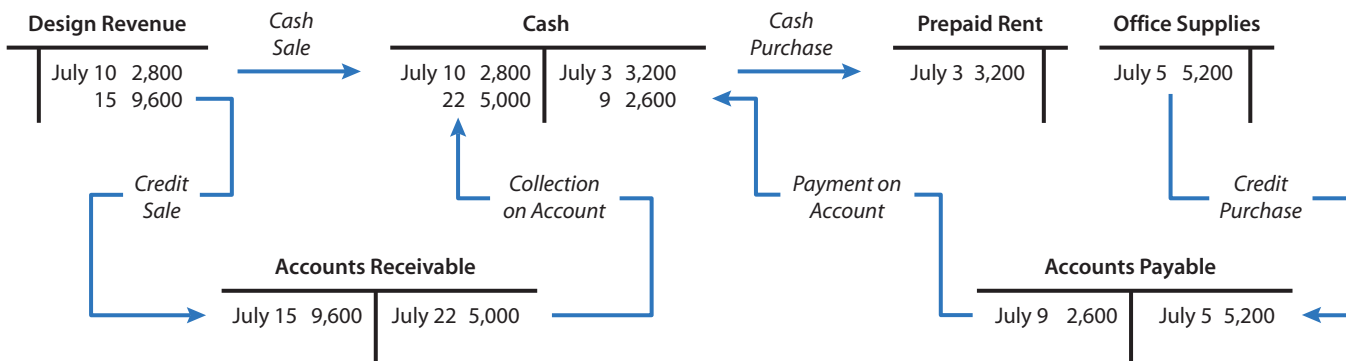 Design Revenue
July 10 2,800
15 9,600
Cash
Sale
Cash
July 10 2,800
22 5,000
July 3 3,200
9 2,600
Cash
Purchase
Prepaid Rent
July 3 3,200
Office Supplies
July 5 5,200
Credit
Sale
Collection
on Account
Payment on
Account
Credit
Purchase
Accounts Receivable
July 15 9,600
July 22 5,000
Accounts Payable
July 9 2,600
July 5 5,200